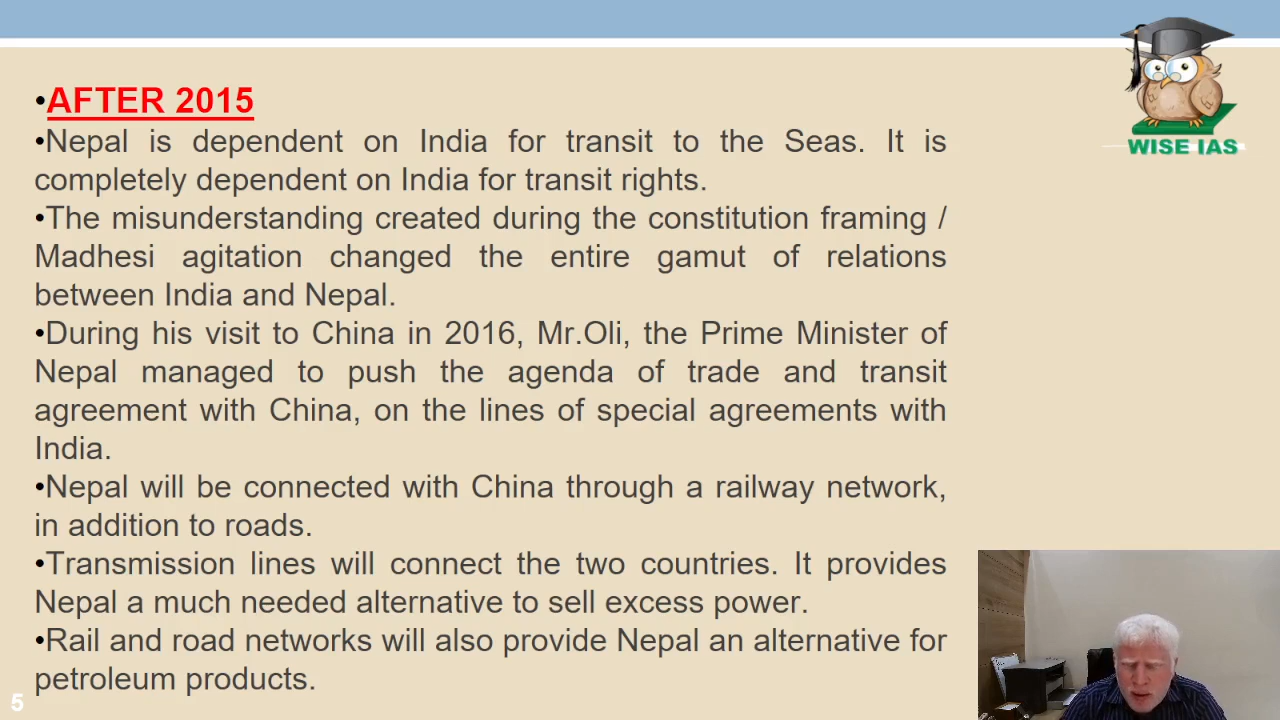 •AFTER 2015
•Nepal is dependent on India for transit to the Seas. It is
completely dependent on India for transit rights.
•The misunderstanding created during the constitution framing /
Madhesi agitation changed the entire gamut of relations
between India and Nepal.
•During his visit to China in 2016, Mr.Oli, the Prime Minister of
Nepal managed to push the agenda of trade and transit
agreement with China, on the lines of special agreements with
India.
•Nepal will be connected with China through a railway network,
in addition to roads.
•Transmission lines will connect the two countries. It provides
Nepal a much needed alternative to sell excess power.
•Rail and road networks will also provide Nepal an alternative for
petroleum products.
5
WISE IAS